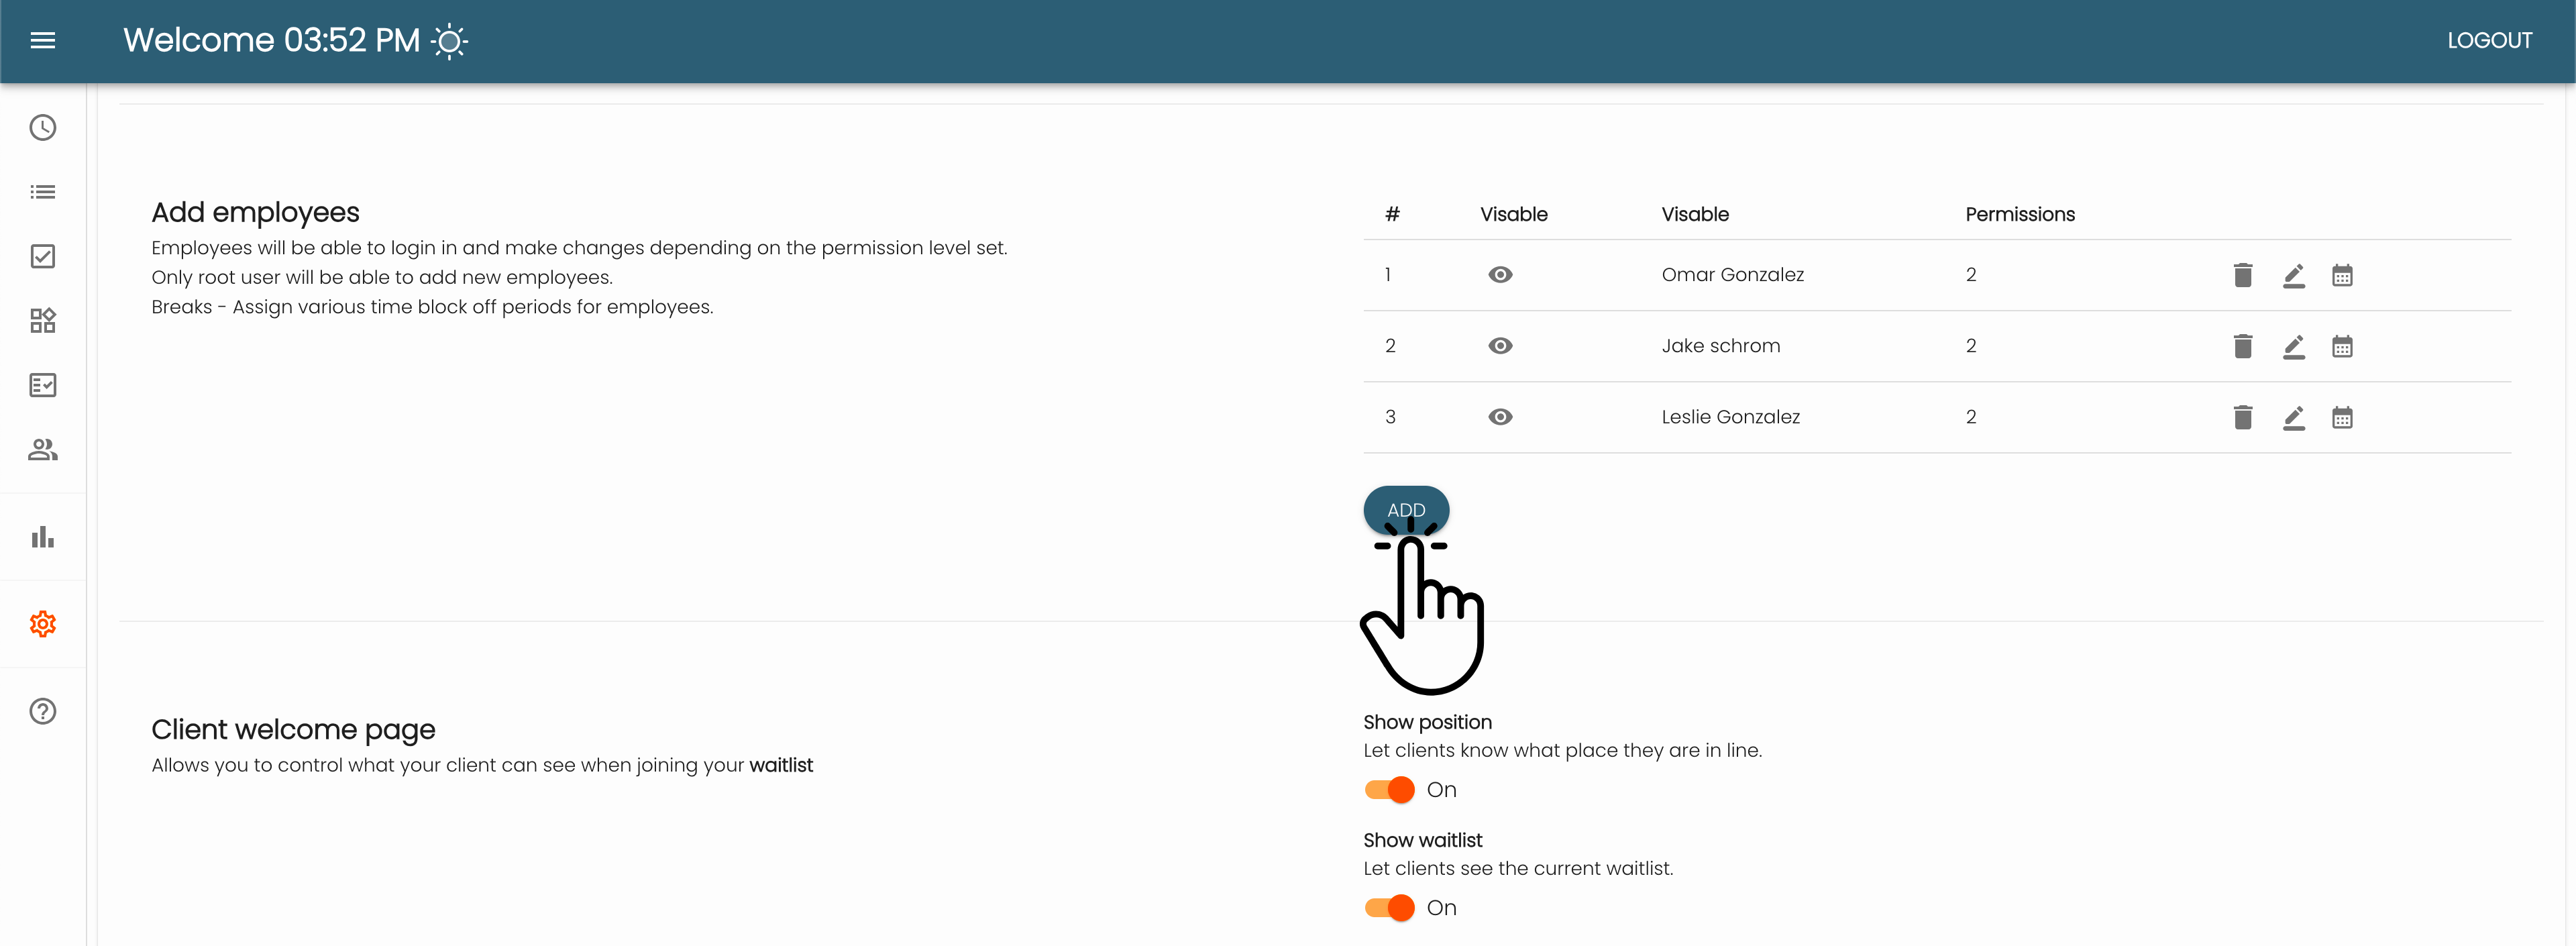 Welcome 03:52 PM
LOGOUT
Add employees
Employees will be able to login in and make changes depending on the permission level set.
Only root user will be able to add new employees.
Breaks - Assign various time block off periods for employees.
# Visable Visable Permissions
1 Omar Gonzalez 2
2 Jake schrom 2
3 Leslie Gonzalez 2
ADD
Client welcome page
Allows you to control what your client can see when joining your waitlist
Show position
Let clients know what place they are in line.
On
Show waitlist
Let clients see the current waitlist.
On